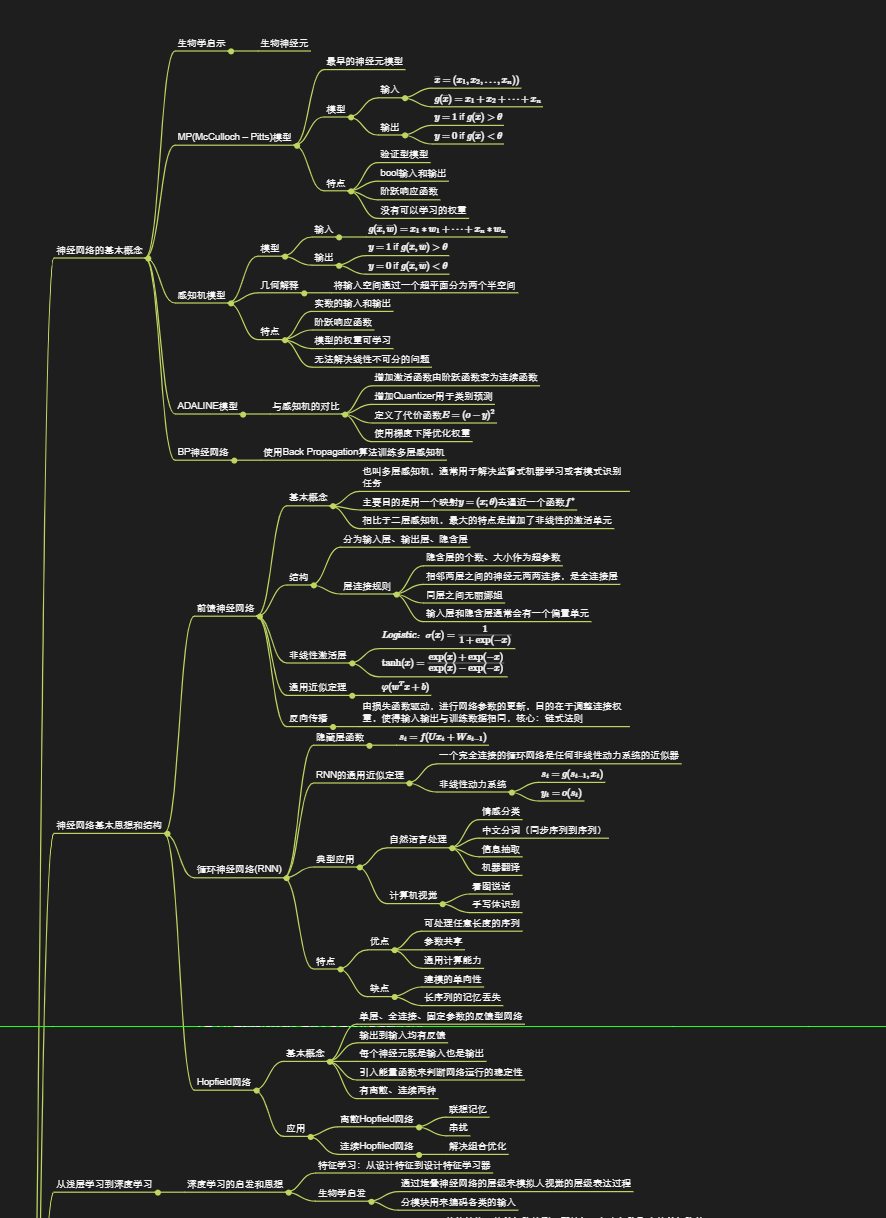 生物学启示
生物神经元
最早的神经元模型
输入
x̄ = (x₁, x₂, …, xₙ))
g(x̄) = x₁ + x₂ + ⋯ + xₙ
模型
输出
y = 1 if g(x̄) > θ
y = 0 if g(x̄) < θ
MP(McCulloch – Pitts)模型
验证型模型
bool输入和输出
特点
阶跃响应函数
没有可以学习的权重
神经网络的基本概念
输入
g(x̄, w̄) = x₁ * w₁ + ⋯ + xₙ * wₙ
模型
输出
y = 1 if g(x̄, w̄) > θ
y = 0 if g(x̄, w̄) < θ
感知机模型
几何解释
将输入空间通过一个超平面分为两个半空间
实数的输入和输出
阶跃响应函数
特点
模型的权重可学习
无法解决线性不可分的问题
增加激活函数由阶跃函数变为连续函数
增加Quantizer用于类别预测
ADALINE模型
与感知机的对比
定义了代价函数E = (o − y)²
使用梯度下降优化权重
BP神经网络
使用Back Propagation算法训练多层感知机
也叫多层感知机，通常用于解决监督式机器学习或者模式识别
任务
基本概念
主要目的是用一个映射y = (x; θ)去逼近一个函数f*
相比于二层感知机，最大的特点是增加了非线性的激活单元
分为输入层、输出层、隐含层
结构
隐含层的个数、大小作为超参数
相邻两层之间的神经元两两连接，是全连接层
层连接规则
同层之间无丽娜姐
输入层和隐含层通常会有一个偏置单元
前馈神经网络
非线性激活层
Logistic: σ(x) = 1 / (1 + exp(−x))
tanh(x) = (exp(x) + exp(−x)) / (exp(x) − exp(−x))
通用近似定理
φ(wᵀx + b)
反向传播
由损失函数驱动，进行网络参数的更新，目的在于调整连接权
重，使得输入输出与训练数据相同，核心：链式法则
隐藏层函数
sₜ = f(Uxₜ + Wsₜ₋₁)
一个完全连接的循环网络是任何非线性动力系统的近似器
RNN的通用近似定理
sₜ = g(sₜ₋₁, xₜ)
非线性动力系统
yₜ = o(sₜ)
神经网络基本思想和结构
情感分类
中文分词（同步序列到序列）
自然语言处理
信息抽取
机器翻译
典型应用
循环神经网络(RNN)
看图说话
计算机视觉
手写体识别
可处理任意长度的序列
优点
参数共享
通用计算能力
特点
建模的单向性
缺点
长序列的记忆丢失
单层、全连接、固定参数的反馈型网络
输出到输入均有反馈
基本概念
每个神经元既是输入也是输出
引入能量函数来判断网络运行的稳定性
有离散、连续两种
Hopfield网络
联想记忆
离散Hopfield网络
串扰
应用
连续Hopfiled网络
解决组合优化
特征学习：从设计特征到设计特征学习器
从浅层学习到深度学习
深度学习的启发和思想
通过堆叠神经网络的层级来模拟人视觉的层级表达过程
生物学启发
分模块用来编码各类的输入